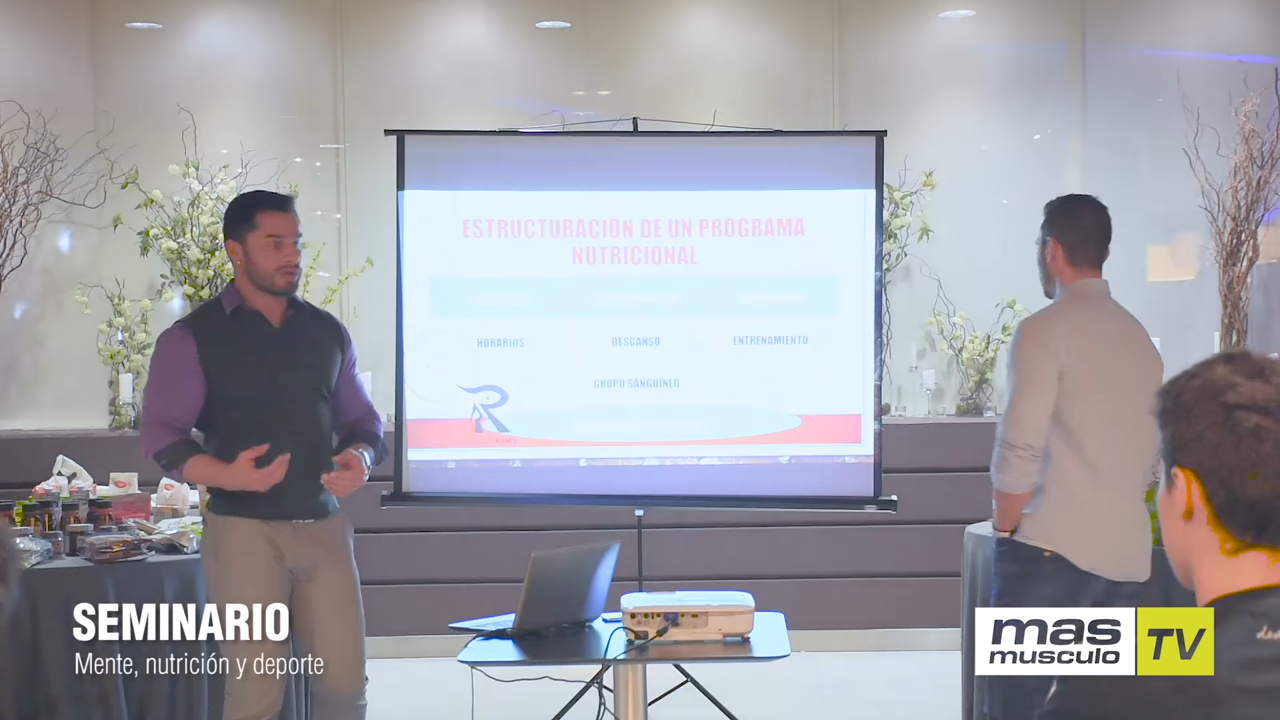 ESTRUCTURACIÓN DE UN PROGRAMA
NUTRICIONAL
HORARIOS
DESCANSO
ENTRENAMIENTO
GRUPO SANGUINEO
R
SEMINARIO
Mente, nutrición y deporte
mas
musculo
TV